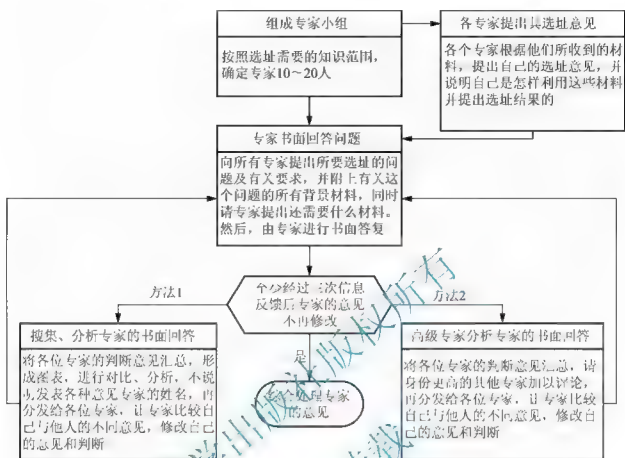 组成专家小组
按照选址需要的知识范围，
确定专家10～20人
各专家提出其选址意见
各个专家根据他们所收到的材
料，提出自己的选址意见，并
说明自己是怎样利用这些材料
并提出选址结果的
专家书面回答问题
向所有专家提出所要选址的问
题及有关要求，并附上有关这
个问题的所有背景材料，同时
请专家提出还需要什么材料。
然后，由专家进行书面答复
三次信息
反馈后专家的意见
不再修改
方法1
方法2
是
搜集、分析专家的书面回答
将各位专家的判断意见汇总，形
成图表，进行对比、分析，不说
明发表各种意见专家的姓名，再
分发给各位专家，让专家比较自
己与他人的不同意见，修改自己
的意见和判断
处理专家
的意见
高级专家分析专家的书面回答
将各位专家的判断意见汇总，请
身份更高的其他专家加以评论，
再分发给各位专家，让专家比较
自己与他人的不同意见，修改自
己的意见和判断
出版社版权所有